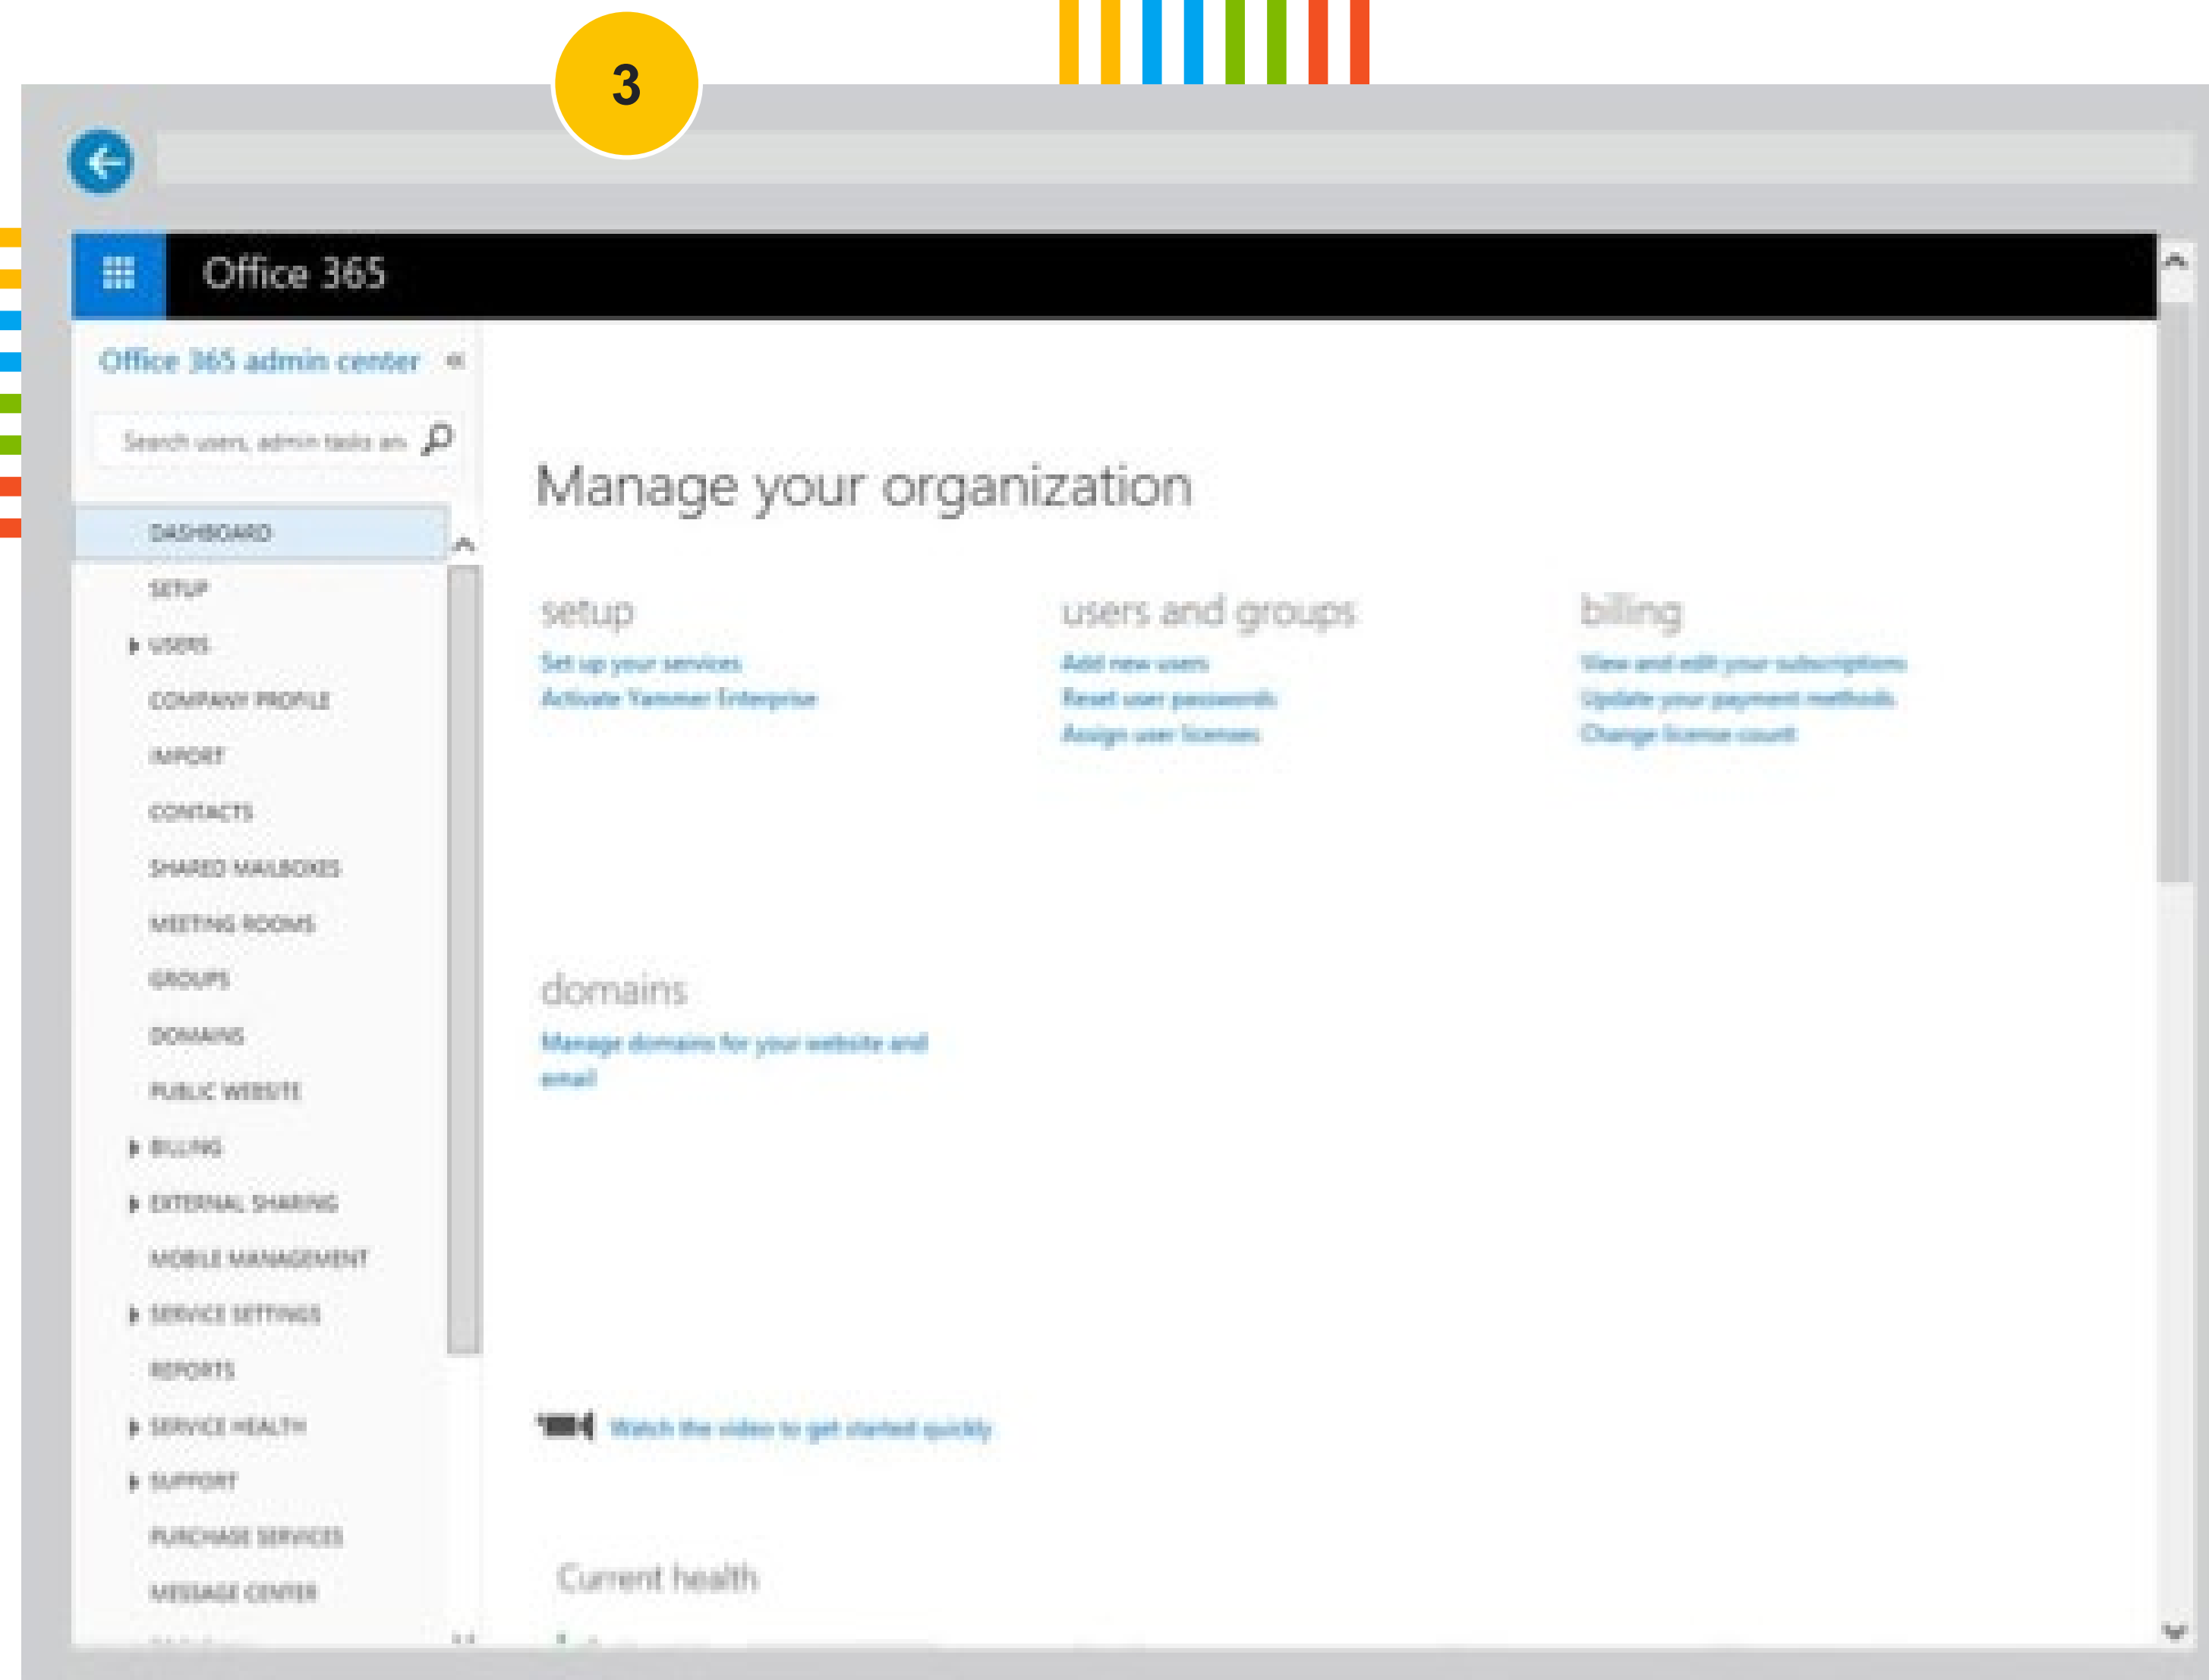 3
Office 365
Office 365 admin center
Search users, admin tasks an
DASHBOARD
SETUP
USERS
COMPANY PROFILE
IMPORT
CONTACTS
SHARED MAILBOXES
MEETING ROOMS
GROUPS
DOMAINS
PUBLIC WEBSITE
BILLING
EXTERNAL SHARING
MOBILE MANAGEMENT
SERVICE SETTINGS
REPORTS
SERVICE HEALTH
SUPPORT
PURCHASE SERVICES
MESSAGE CENTER
Manage your organization
setup
Set up your services
Activate Yammer Enterprise
users and groups
Add new users
Reset user passwords
Assign user licenses
billing
View and edit your subscriptions
Update your payment methods
Change license count
domains
Manage domains for your website and
email
Watch the video to get started quickly
Current health